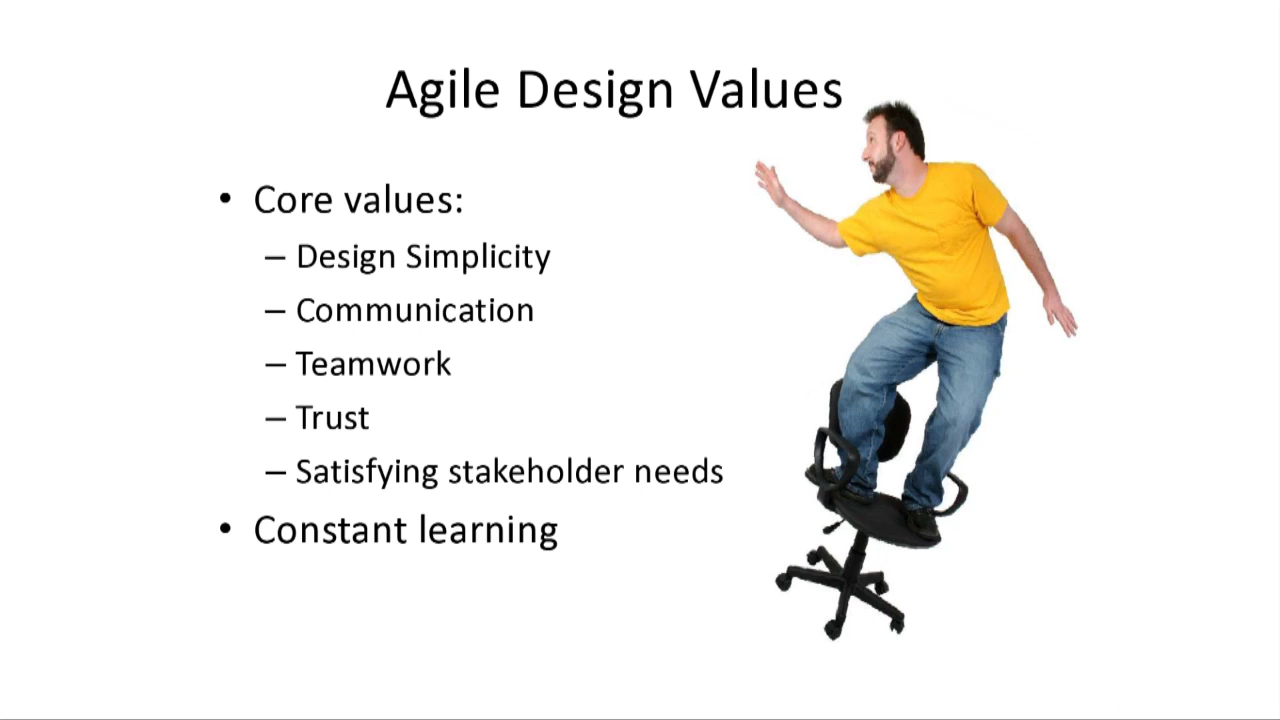 Agile Design Values
• Core values:
– Design Simplicity
– Communication
– Teamwork
– Trust
– Satisfying stakeholder needs
• Constant learning